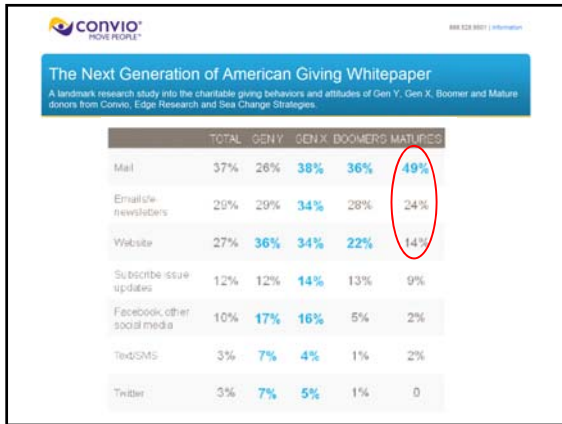 CONVIO
MOVE PEOPLE
888 528 9501 | Information
The Next Generation of American Giving Whitepaper
A landmark research study into the charitable giving behaviors and attitudes of Gen Y, Gen X, Boomer and Mature
donors from Convio, Edge Research and Sea Change Strategies.
TOTAL GEN Y GEN X BOOMERS MATURES
Mail 37% 26% 38% 36% 49%
Emails/e
newsletters 29% 29% 34% 28% 24%
Website 27% 36% 34% 22% 14%
Subscribe issue
updates 12% 12% 14% 13% 9%
Facebook, other
social media 10% 17% 16% 5% 2%
Text/SMS 3% 7% 4% 1% 2%
Twitter 3% 7% 5% 1% 0